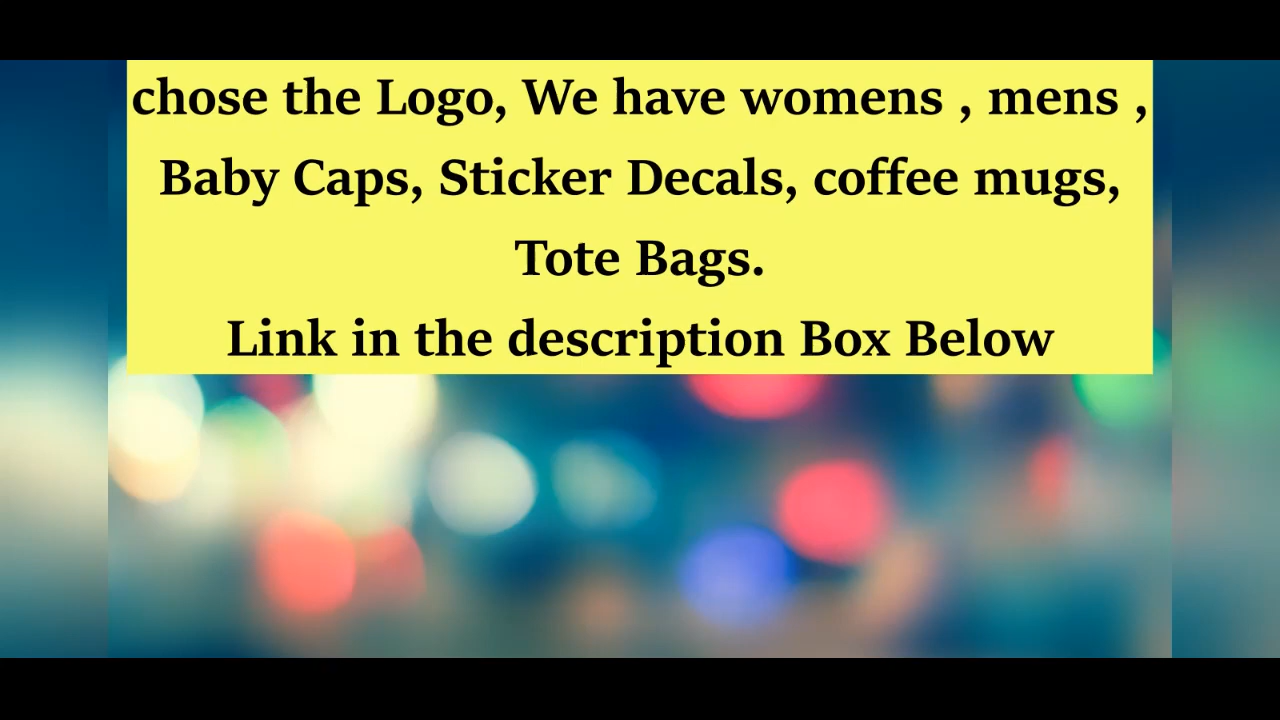 chose the Logo, We have womens , mens ,
Baby Caps, Sticker Decals, coffee mugs,
Tote Bags.
Link in the description Box Below